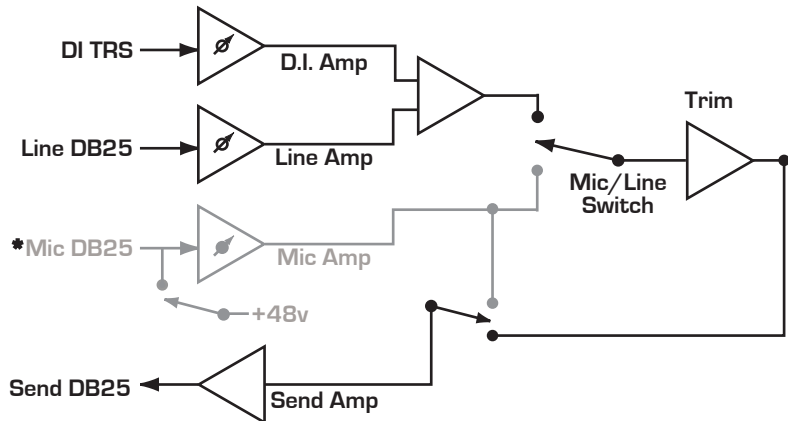 DI TRS
D.I. Amp
Trim
Line DB25
Line Amp
Mic/Line
Switch
*Mic DB25
Mic Amp
+48v
Send DB25
Send Amp